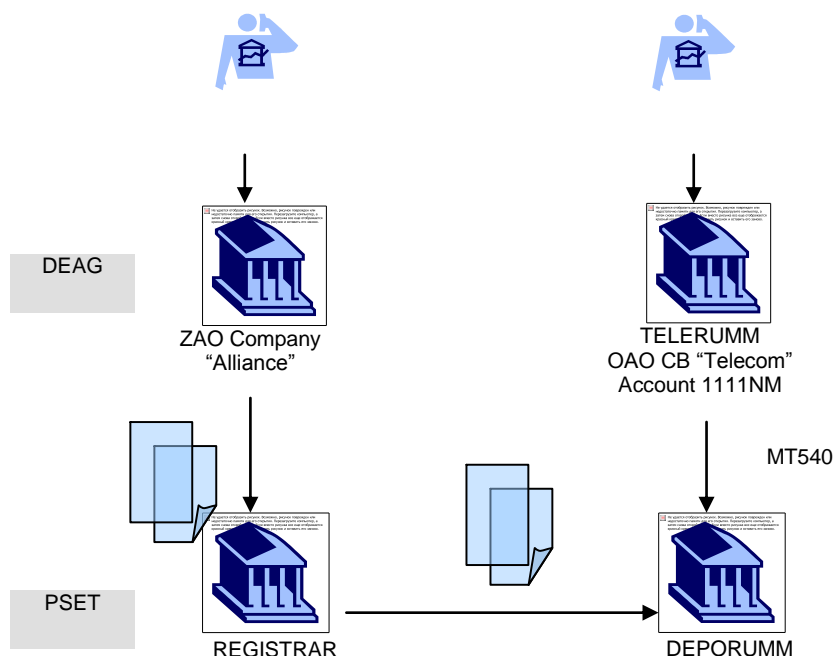 DEAG
ZAO Company
“Alliance”
TELERUMM
OAO CB “Telecom”
Account 1111NM
MT540
PSET
REGISTRAR
DEPORUMM